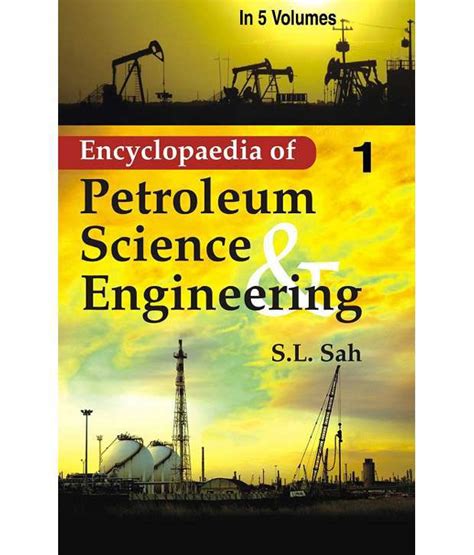 In 5 Volumes
Encyclopaedia of 1
Petroleum
Science &
Engineering
S.L. Sah